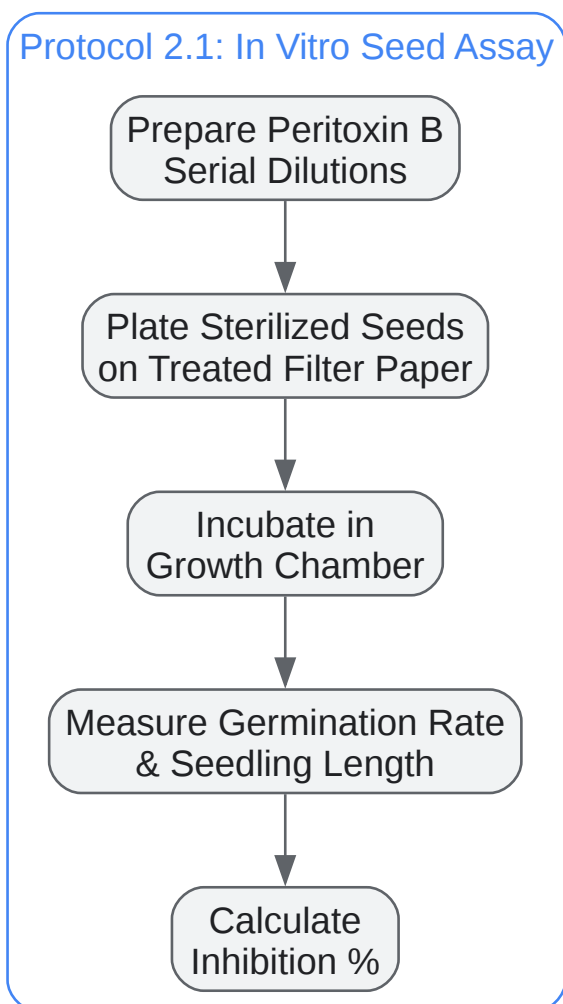 Protocol 2.1: In Vitro Seed Assay
Prepare Peritoxin B
Serial Dilutions
Plate Sterilized Seeds
on Treated Filter Paper
Incubate in
Growth Chamber
Measure Germination Rate
& Seedling Length
Calculate
Inhibition %